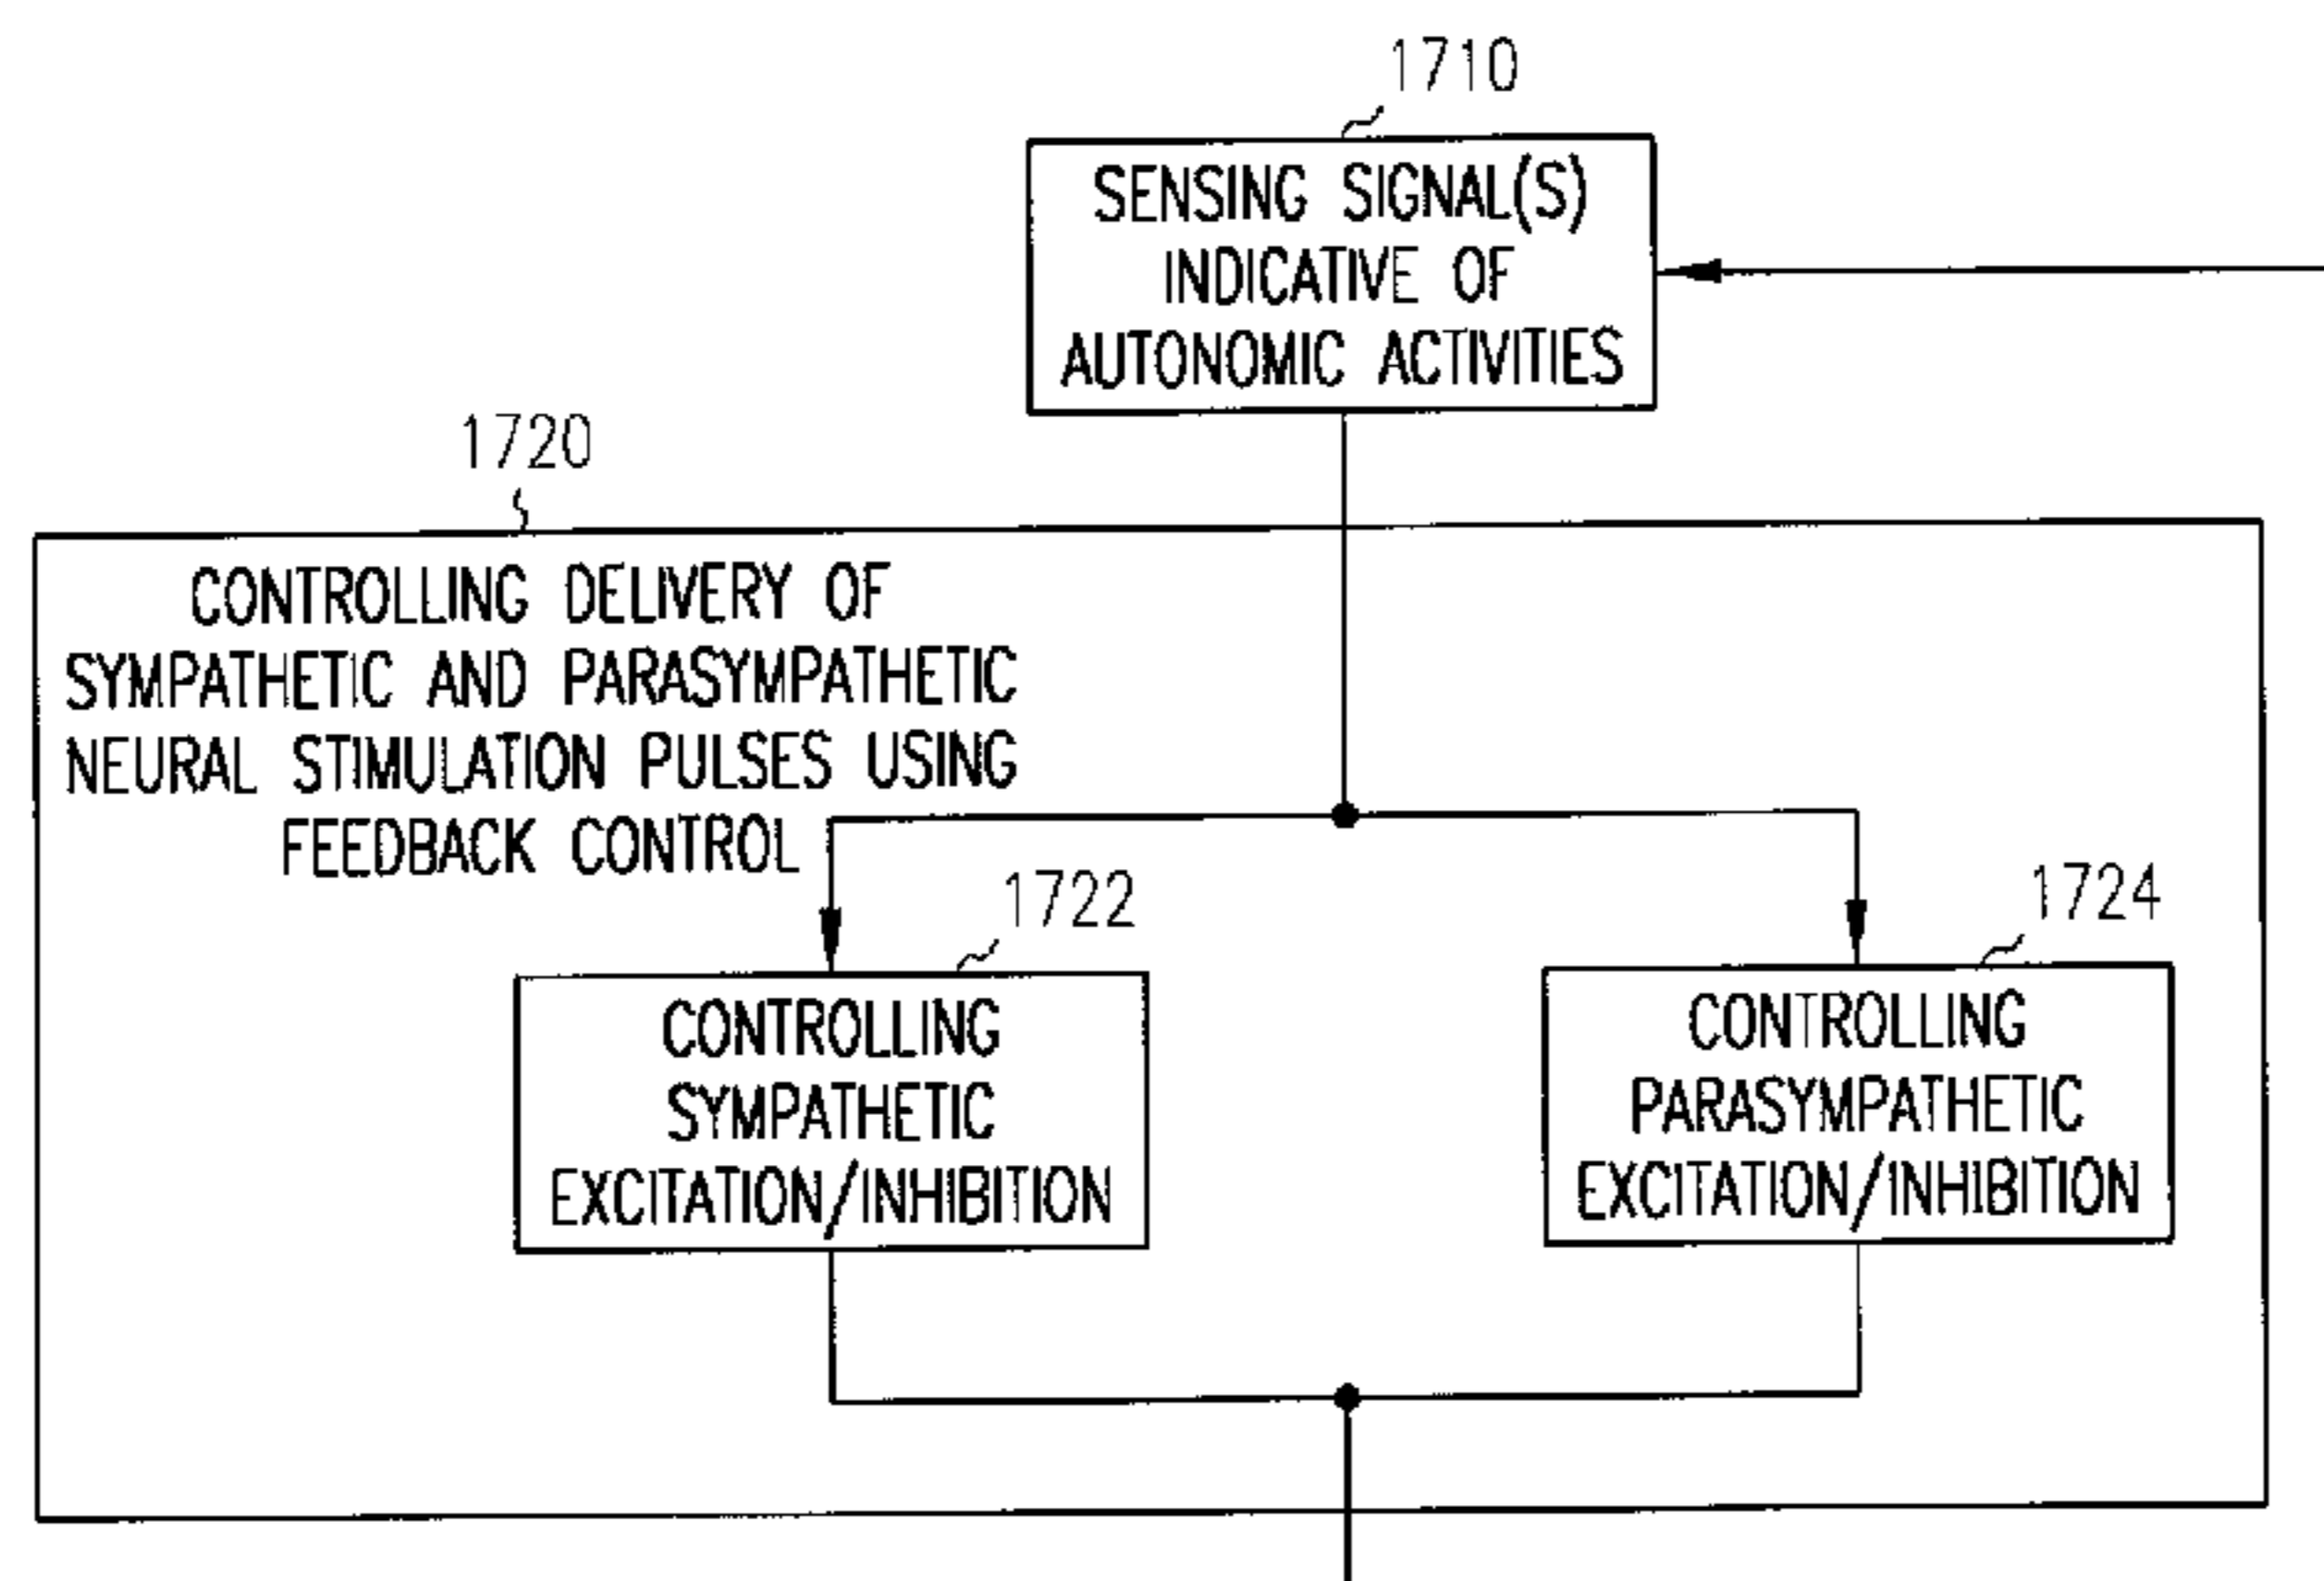 1710
SENSING SIGNAL(S)
INDICATIVE OF
AUTONOMIC ACTIVITIES
1720
CONTROLLING DELIVERY OF
SYMPATHETIC AND PARASYMPATHETIC
NEURAL STIMULATION PULSES USING
FEEDBACK CONTROL
1722
CONTROLLING
SYMPATHETIC
EXCITATION/INHIBITION
1724
CONTROLLING
PARASYMPATHETIC
EXCITATION/INHIBITION